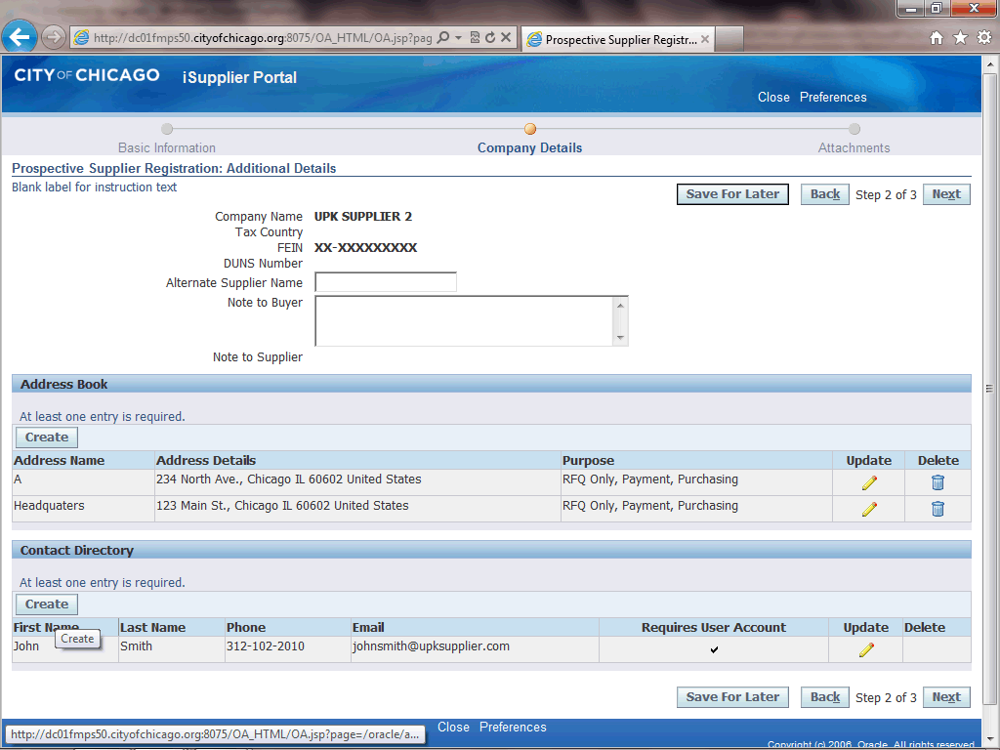 http://dc01fmps50.cityofchicago.org:8075/OA_HTML/OA.jsp?pag
Prospective Supplier Registr...
CITY OF CHICAGO iSupplier Portal
Close Preferences
Basic Information Company Details Attachments
Prospective Supplier Registration: Additional Details
Blank label for instruction text
Save For Later Back Step 2 of 3 Next
Company Name UPK SUPPLIER 2
Tax Country
FEIN XX-XXXXXXXXX
DUNS Number
Alternate Supplier Name
Note to Buyer
Note to Supplier
Address Book
At least one entry is required.
Create
Address Name Address Details Purpose Update Delete
A 234 North Ave., Chicago IL 60602 United States RFQ Only, Payment, Purchasing
Headquaters 123 Main St., Chicago IL 60602 United States RFQ Only, Payment, Purchasing
Contact Directory
At least one entry is required.
Create
First Name Last Name Phone Email Requires User Account Update Delete
Create
John Smith 312-102-2010 johnsmith@upksupplier.com
Save For Later Back Step 2 of 3 Next
Close Preferences
http://dc01fmps50.cityofchicago.org:8075/OA_HTML/OA.jsp?page=/oracle/a...
Copyright (c) 2006, Oracle. All rights reserved.